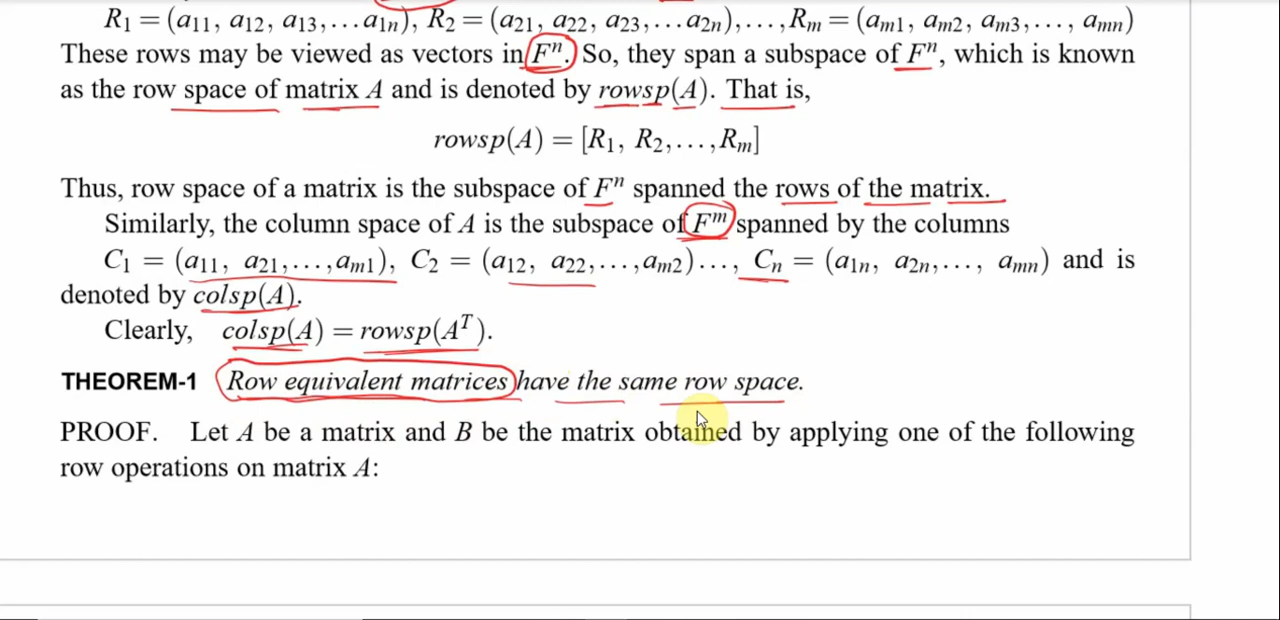 R₁ = (a₁₁, a₁₂, a₁₃,...a₁ₙ), R₂ = (a₂₁, a₂₂, a₂₃,...a₂ₙ),...,Rₘ = (aₘ₁, aₘ₂, aₘ₃,..., aₘₙ)
These rows may be viewed as vectors in Fⁿ. So, they span a subspace of Fⁿ, which is known
as the row space of matrix A and is denoted by rowsp(A). That is,
rowsp(A) = [R₁, R₂,...,Rₘ]
Thus, row space of a matrix is the subspace of Fⁿ spanned the rows of the matrix.
Similarly, the column space of A is the subspace of Fᵐ spanned by the columns
C₁ = (a₁₁, a₂₁,...,aₘ₁), C₂ = (a₁₂, a₂₂,...,aₘ₂)..., Cₙ = (a₁ₙ, a₂ₙ,..., aₘₙ) and is
denoted by colsp(A).
Clearly, colsp(A) = rowsp(Aᵀ).
THEOREM-1 Row equivalent matrices have the same row space.
PROOF. Let A be a matrix and B be the matrix obtained by applying one of the following
row operations on matrix A: